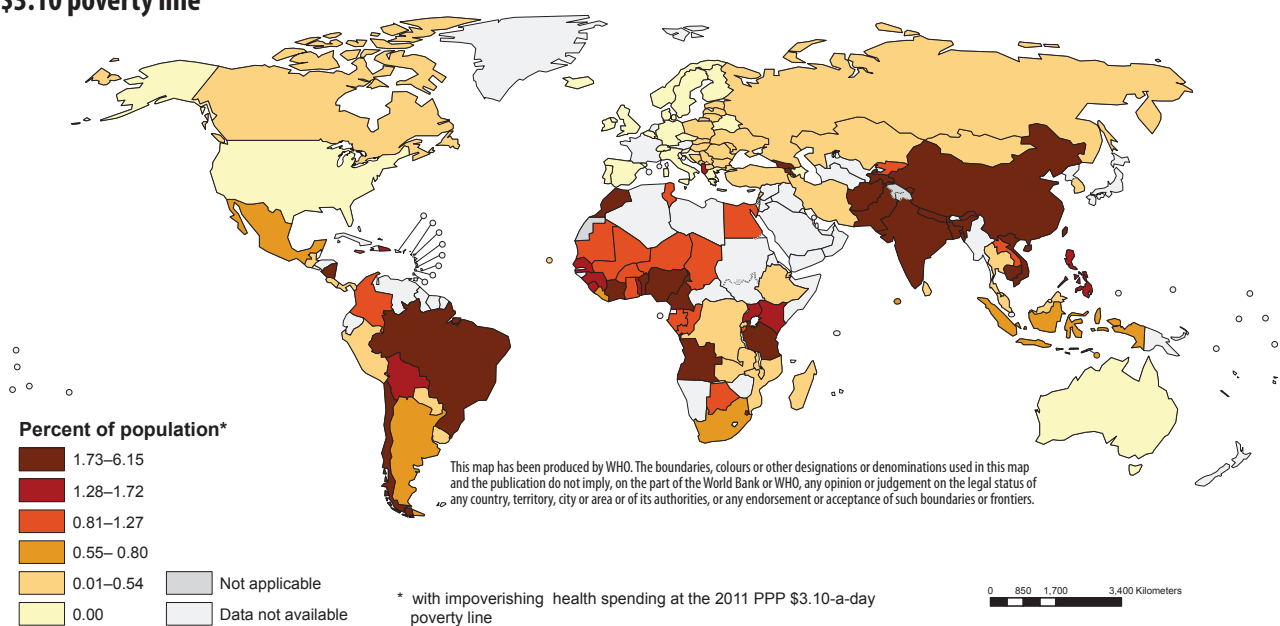 $3.10 poverty line
Percent of population*
1.73–6.15
1.28–1.72
0.81–1.27
0.55– 0.80
0.01–0.54
0.00
Not applicable
Data not available
This map has been produced by WHO. The boundaries, colours or other designations or denominations used in this map
and the publication do not imply, on the part of the World Bank or WHO, any opinion or judgement on the legal status of
any country, territory, city or area or of its authorities, or any endorsement or acceptance of such boundaries or frontiers.
* with impoverishing health spending at the 2011 PPP $3.10-a-day
poverty line
0 850 1,700 3,400 Kilometers